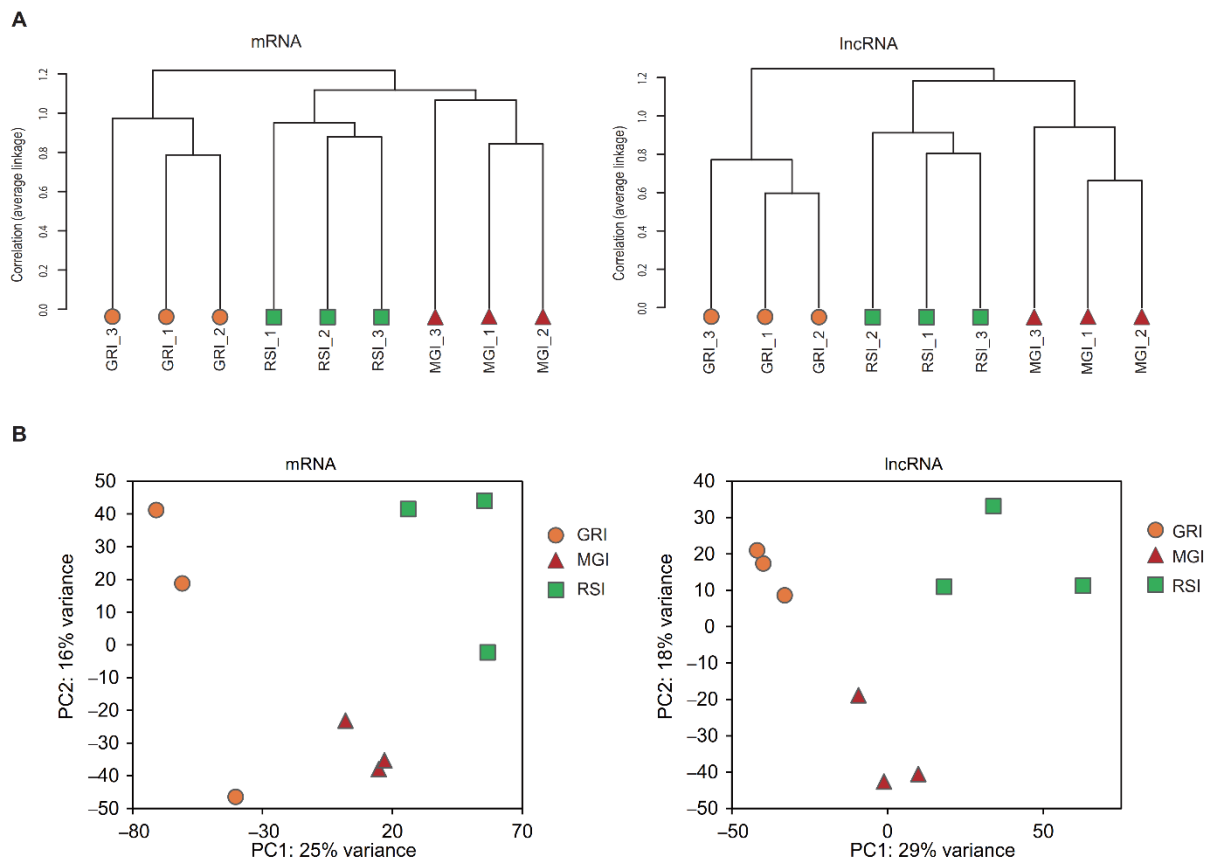 A
mRNA
Correlation (average linkage)
1.2
1.0
0.8
0.6
0.4
0.2
0.0
GRI_3
GRI_1
GRI_2
RSI_1
RSI_2
RSI_3
MGI_3
MGI_1
MGI_2
lncRNA
Correlation (average linkage)
1.2
1.0
0.8
0.6
0.4
0.2
0.0
GRI_3
GRI_1
GRI_2
RSI_2
RSI_1
RSI_3
MGI_3
MGI_1
MGI_2
B
mRNA
PC2: 16% variance
50
40
30
20
10
0
−10
−20
−30
−40
−50
−80
−30
20
70
PC1: 25% variance
GRI
MGI
RSI
lncRNA
PC2: 18% variance
40
30
20
10
0
−10
−20
−30
−40
−50
−50
0
50
PC1: 29% variance
GRI
MGI
RSI